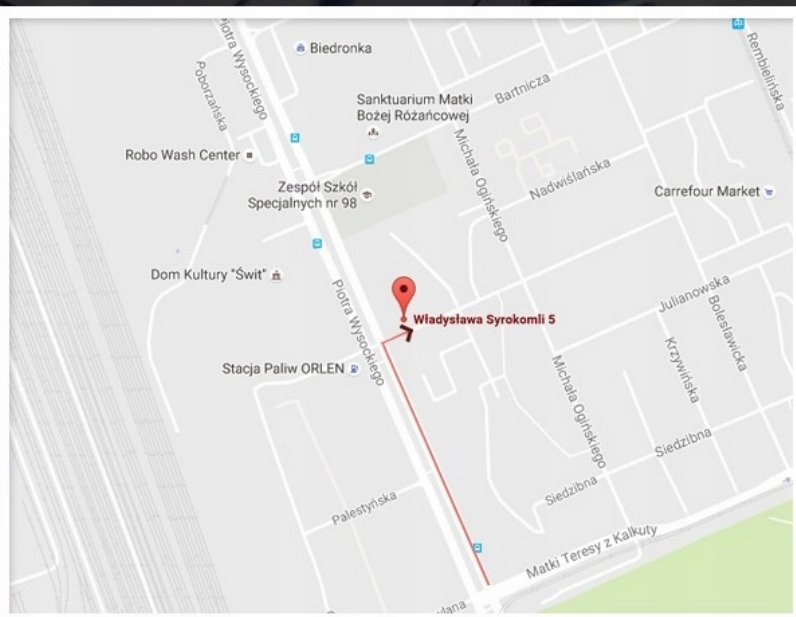 Piotra Wysockiego
Biedronka
Rembielińska
Poborzańska
Bartnicza
Sanktuarium Matki
Bożej Różańcowej
Michała Ogińskiego
Robo Wash Center
Nadwiślańska
Zespół Szkół
Specjalnych nr 98
Carrefour Market
Dom Kultury "Świt"
Piotra Wysockiego
Julianowska
Bolesławicka
Władysława Syrokomli 5
Krzywińska
Stacja Paliw ORLEN
Michała Ogińskiego
Siedzibna
Siedzibna
Palestyńska
Matki Teresy z Kalkuty